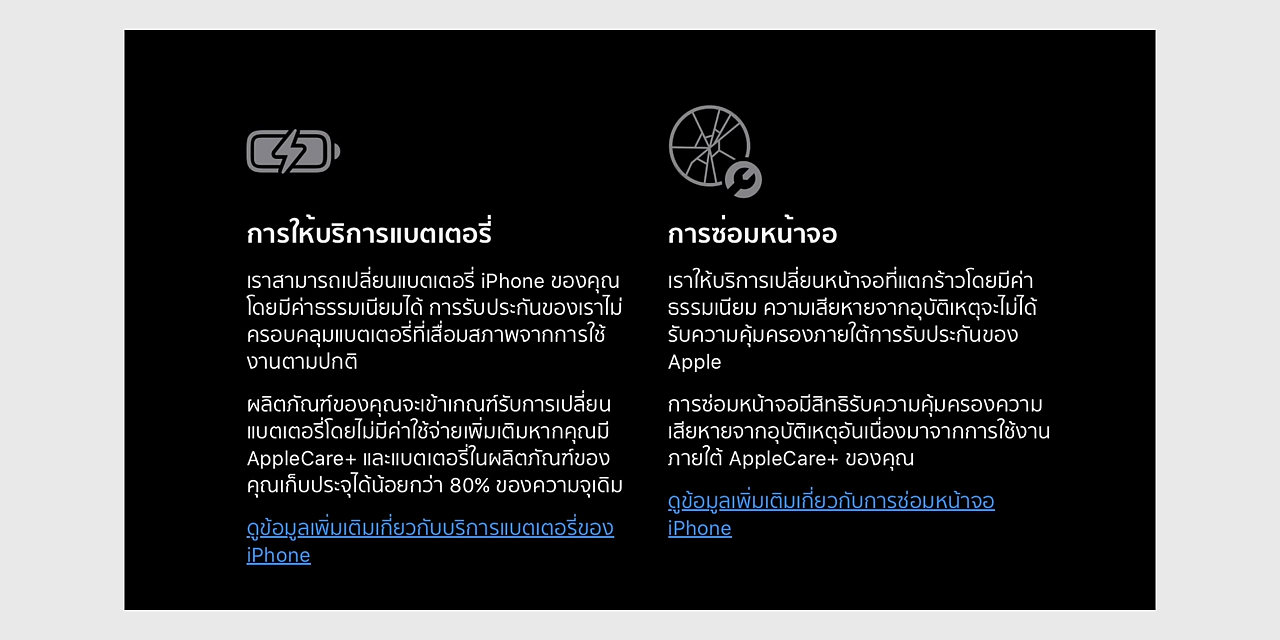 การให้บริการแบตเตอรี่
เราสามารถเปลี่ยนแบตเตอรี่ iPhone ของคุณ
โดยมีค่าธรรมเนียมได้ การรับประกันของเราไม่
ครอบคลุมแบตเตอรี่ที่เสื่อมสภาพจากการใช้
งานตามปกติ
ผลิตภัณฑ์ของคุณจะเข้าเกณฑ์รับการเปลี่ยน
แบตเตอรี่โดยไม่มีค่าใช้จ่ายเพิ่มเติมหากคุณมี
AppleCare+ และแบตเตอรี่ในผลิตภัณฑ์ของ
คุณเก็บประจุได้น้อยกว่า 80% ของความจุเดิม
ดูข้อมูลเพิ่มเติมเกี่ยวกับบริการแบตเตอรี่ของ
iPhone
การซ่อมหน้าจอ
เราให้บริการเปลี่ยนหน้าจอที่แตกร้าวโดยมีค่า
ธรรมเนียม ความเสียหายจากอุบัติเหตุจะไม่ได้
รับความคุ้มครองภายใต้การรับประกันของ
Apple
การซ่อมหน้าจอมีสิทธิรับความคุ้มครองความ
เสียหายจากอุบัติเหตุอันเนื่องมาจากการใช้งาน
ภายใต้ AppleCare+ ของคุณ
ดูข้อมูลเพิ่มเติมเกี่ยวกับการซ่อมหน้าจอ
iPhone